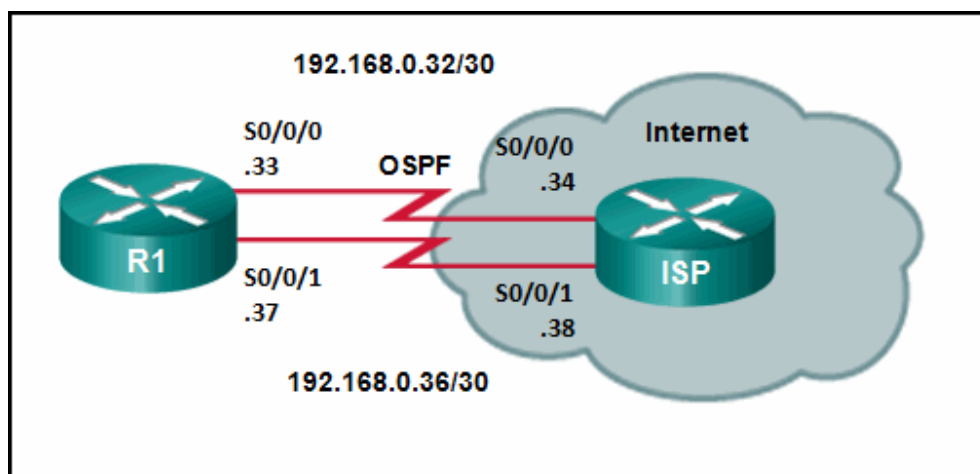 192.168.0.32/30
S0/0/0
.33
OSPF
S0/0/0
.34
Internet
R1
ISP
S0/0/1
.37
S0/0/1
.38
192.168.0.36/30